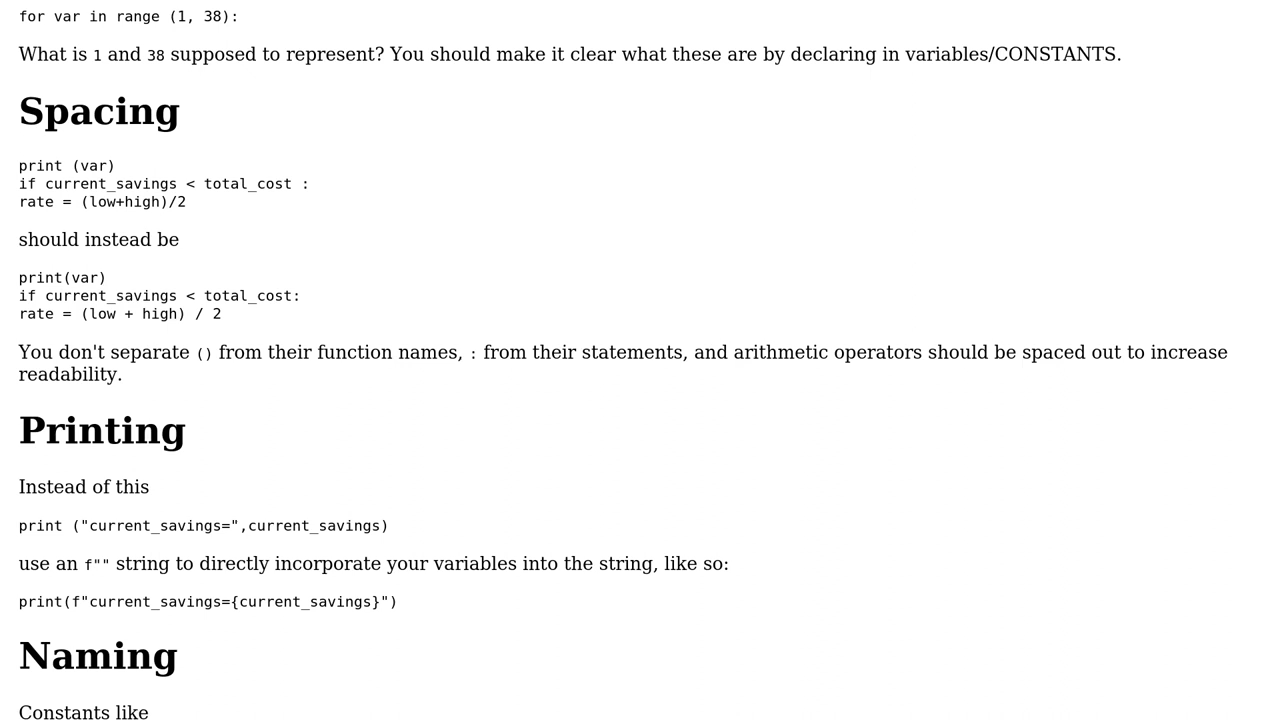 for var in range (1, 38):
What is 1 and 38 supposed to represent? You should make it clear what these are by declaring in variables/CONSTANTS.
Spacing
print (var)
if current_savings < total_cost :
rate = (low+high)/2
should instead be
print(var)
if current_savings < total_cost:
rate = (low + high) / 2
You don't separate () from their function names, : from their statements, and arithmetic operators should be spaced out to increase
readability.
Printing
Instead of this
print ("current_savings=",current_savings)
use an f"" string to directly incorporate your variables into the string, like so:
print(f"current_savings={current_savings}")
Naming
Constants like